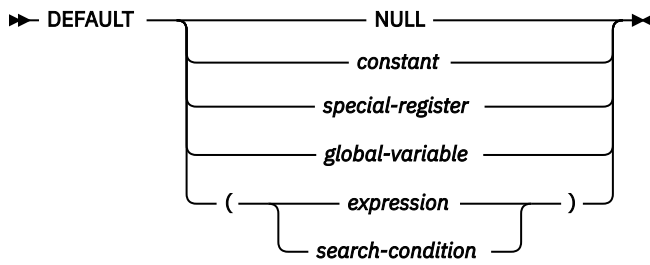 DEFAULT NULL
constant
special-register
global-variable
( expression )
search-condition